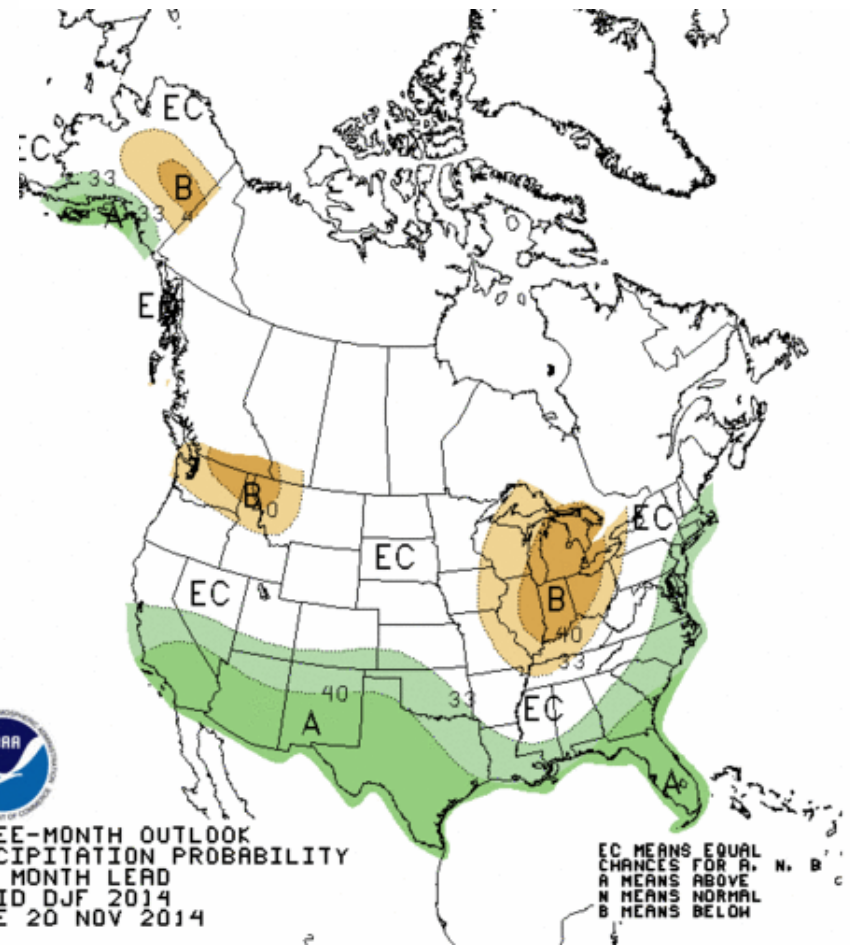 EC
EC
33
B
A
33
4
E
B
40
EC
EC
EC
B
40
33
40
33
EC
A
A
EE-MONTH OUTLOOK
CIPITATION PROBABILITY
MONTH LEAD
ID DJF 2014
E 20 NOV 2014
EC MEANS EQUAL
CHANCES FOR A, N, B
A MEANS ABOVE
N MEANS NORMAL
B MEANS BELOW